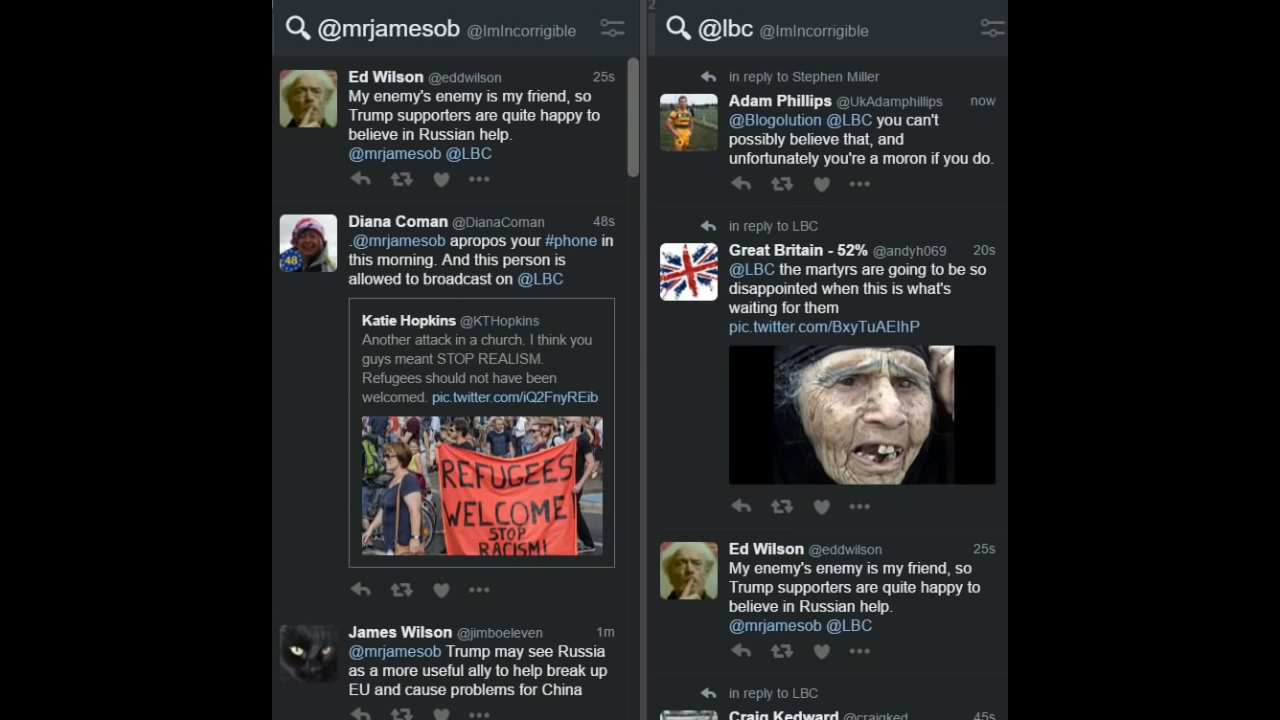 @mrjamesob @ImIncorrigible
Ed Wilson @eddwilson 25s
My enemy's enemy is my friend, so
Trump supporters are quite happy to
believe in Russian help.
@mrjamesob @LBC
Diana Coman @DianaComan 48s
.@mrjamesob apropos your #phone in
this morning. And this person is
allowed to broadcast on @LBC
48
Katie Hopkins @KTHopkins
Another attack in a church. I think you
guys meant STOP REALISM.
Refugees should not have been
welcomed. pic.twitter.com/iQ2FnyREib
REFUGEES
WELCOME
STOP
RACISM!
James Wilson @jimboeleven 1m
@mrjamesob Trump may see Russia
as a more useful ally to help break up
EU and cause problems for China
2
@lbc @ImIncorrigible
in reply to Stephen Miller
Adam Phillips @UkAdamphillips now
@Blogolution @LBC you can't
possibly believe that, and
unfortunately you're a moron if you do.
in reply to LBC
Great Britain - 52% @andyh069 20s
@LBC the martyrs are going to be so
disappointed when this is what's
waiting for them
pic.twitter.com/BxyTuAEIhP
Ed Wilson @eddwilson 25s
My enemy's enemy is my friend, so
Trump supporters are quite happy to
believe in Russian help.
@mrjamesob @LBC
in reply to LBC
Craig Kedward @craigked 45s